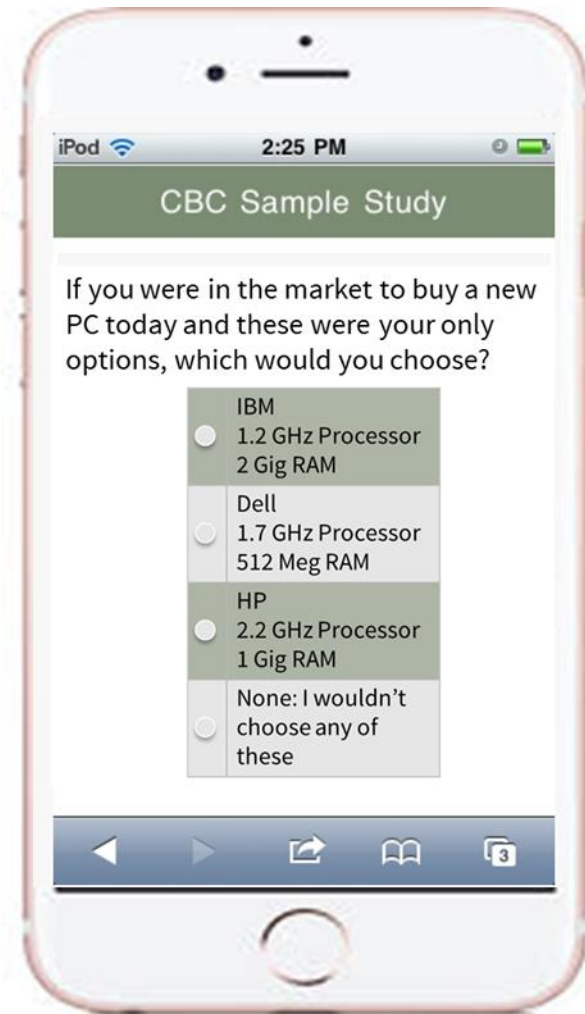 iPod 2:25 PM
CBC Sample Study
If you were in the market to buy a new
PC today and these were your only
options, which would you choose?
IBM
1.2 GHz Processor
2 Gig RAM
Dell
1.7 GHz Processor
512 Meg RAM
HP
2.2 GHz Processor
1 Gig RAM
None: I wouldn't
choose any of
these
3